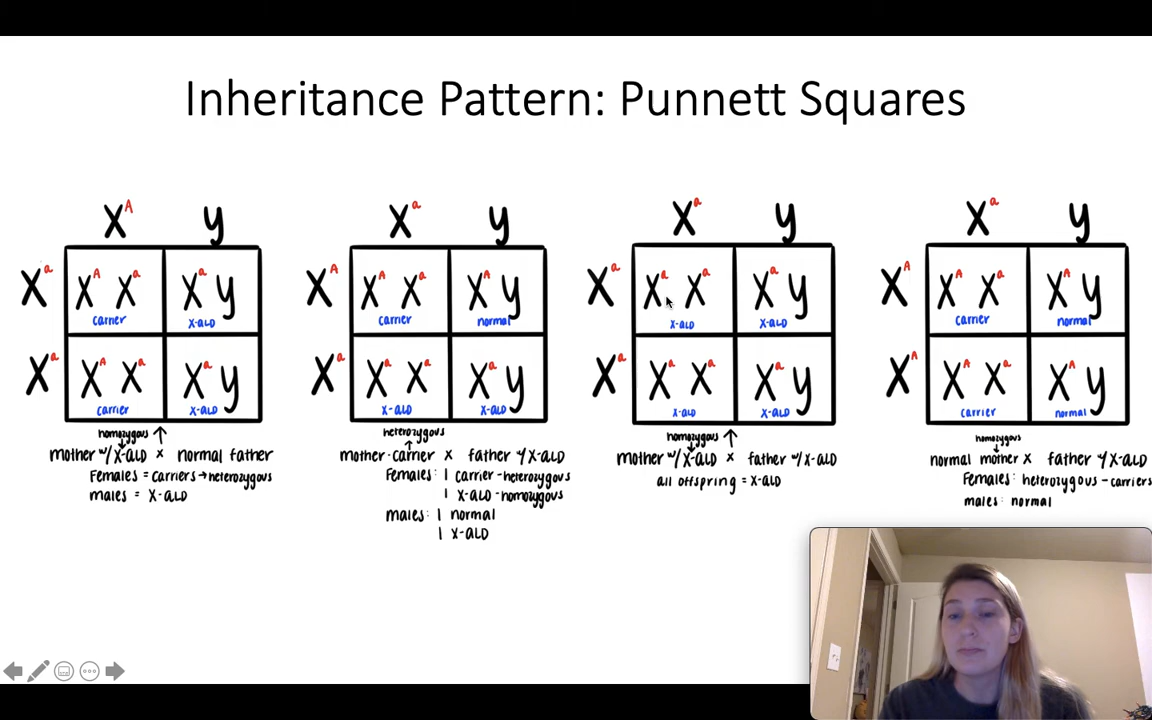 Inheritance Pattern: Punnett Squares
X^A y
X^a X^A X^a X^a y
carrier X-ALD
X^a X^A X^a X^a y
carrier X-ALD
homozygous ↑
mother w/ X-ALD × normal father
Females = carriers → heterozygous
males = X-ALD
X^a y
X^A X^A X^a X^A y
carrier normal
X^a X^a X^a X^a y
X-ALD X-ALD
heterozygous
mother-carrier × father w/ X-ALD
Females: 1 carrier - heterozygous
1 X-ALD - homozygous
males: 1 normal
1 X-ALD
X^a y
X^a X^a X^a X^a y
X-ALD X-ALD
X^a X^a X^a X^a y
X-ALD X-ALD
homozygous ↑
mother w/ X-ALD × father w/ X-ALD
all offspring = X-ALD
X^a y
X^A X^A X^a X^A y
carrier normal
X^A X^A X^a X^A y
carrier normal
homozygous
normal mother × father w/ X-ALD
Females: heterozygous - carriers
males: normal